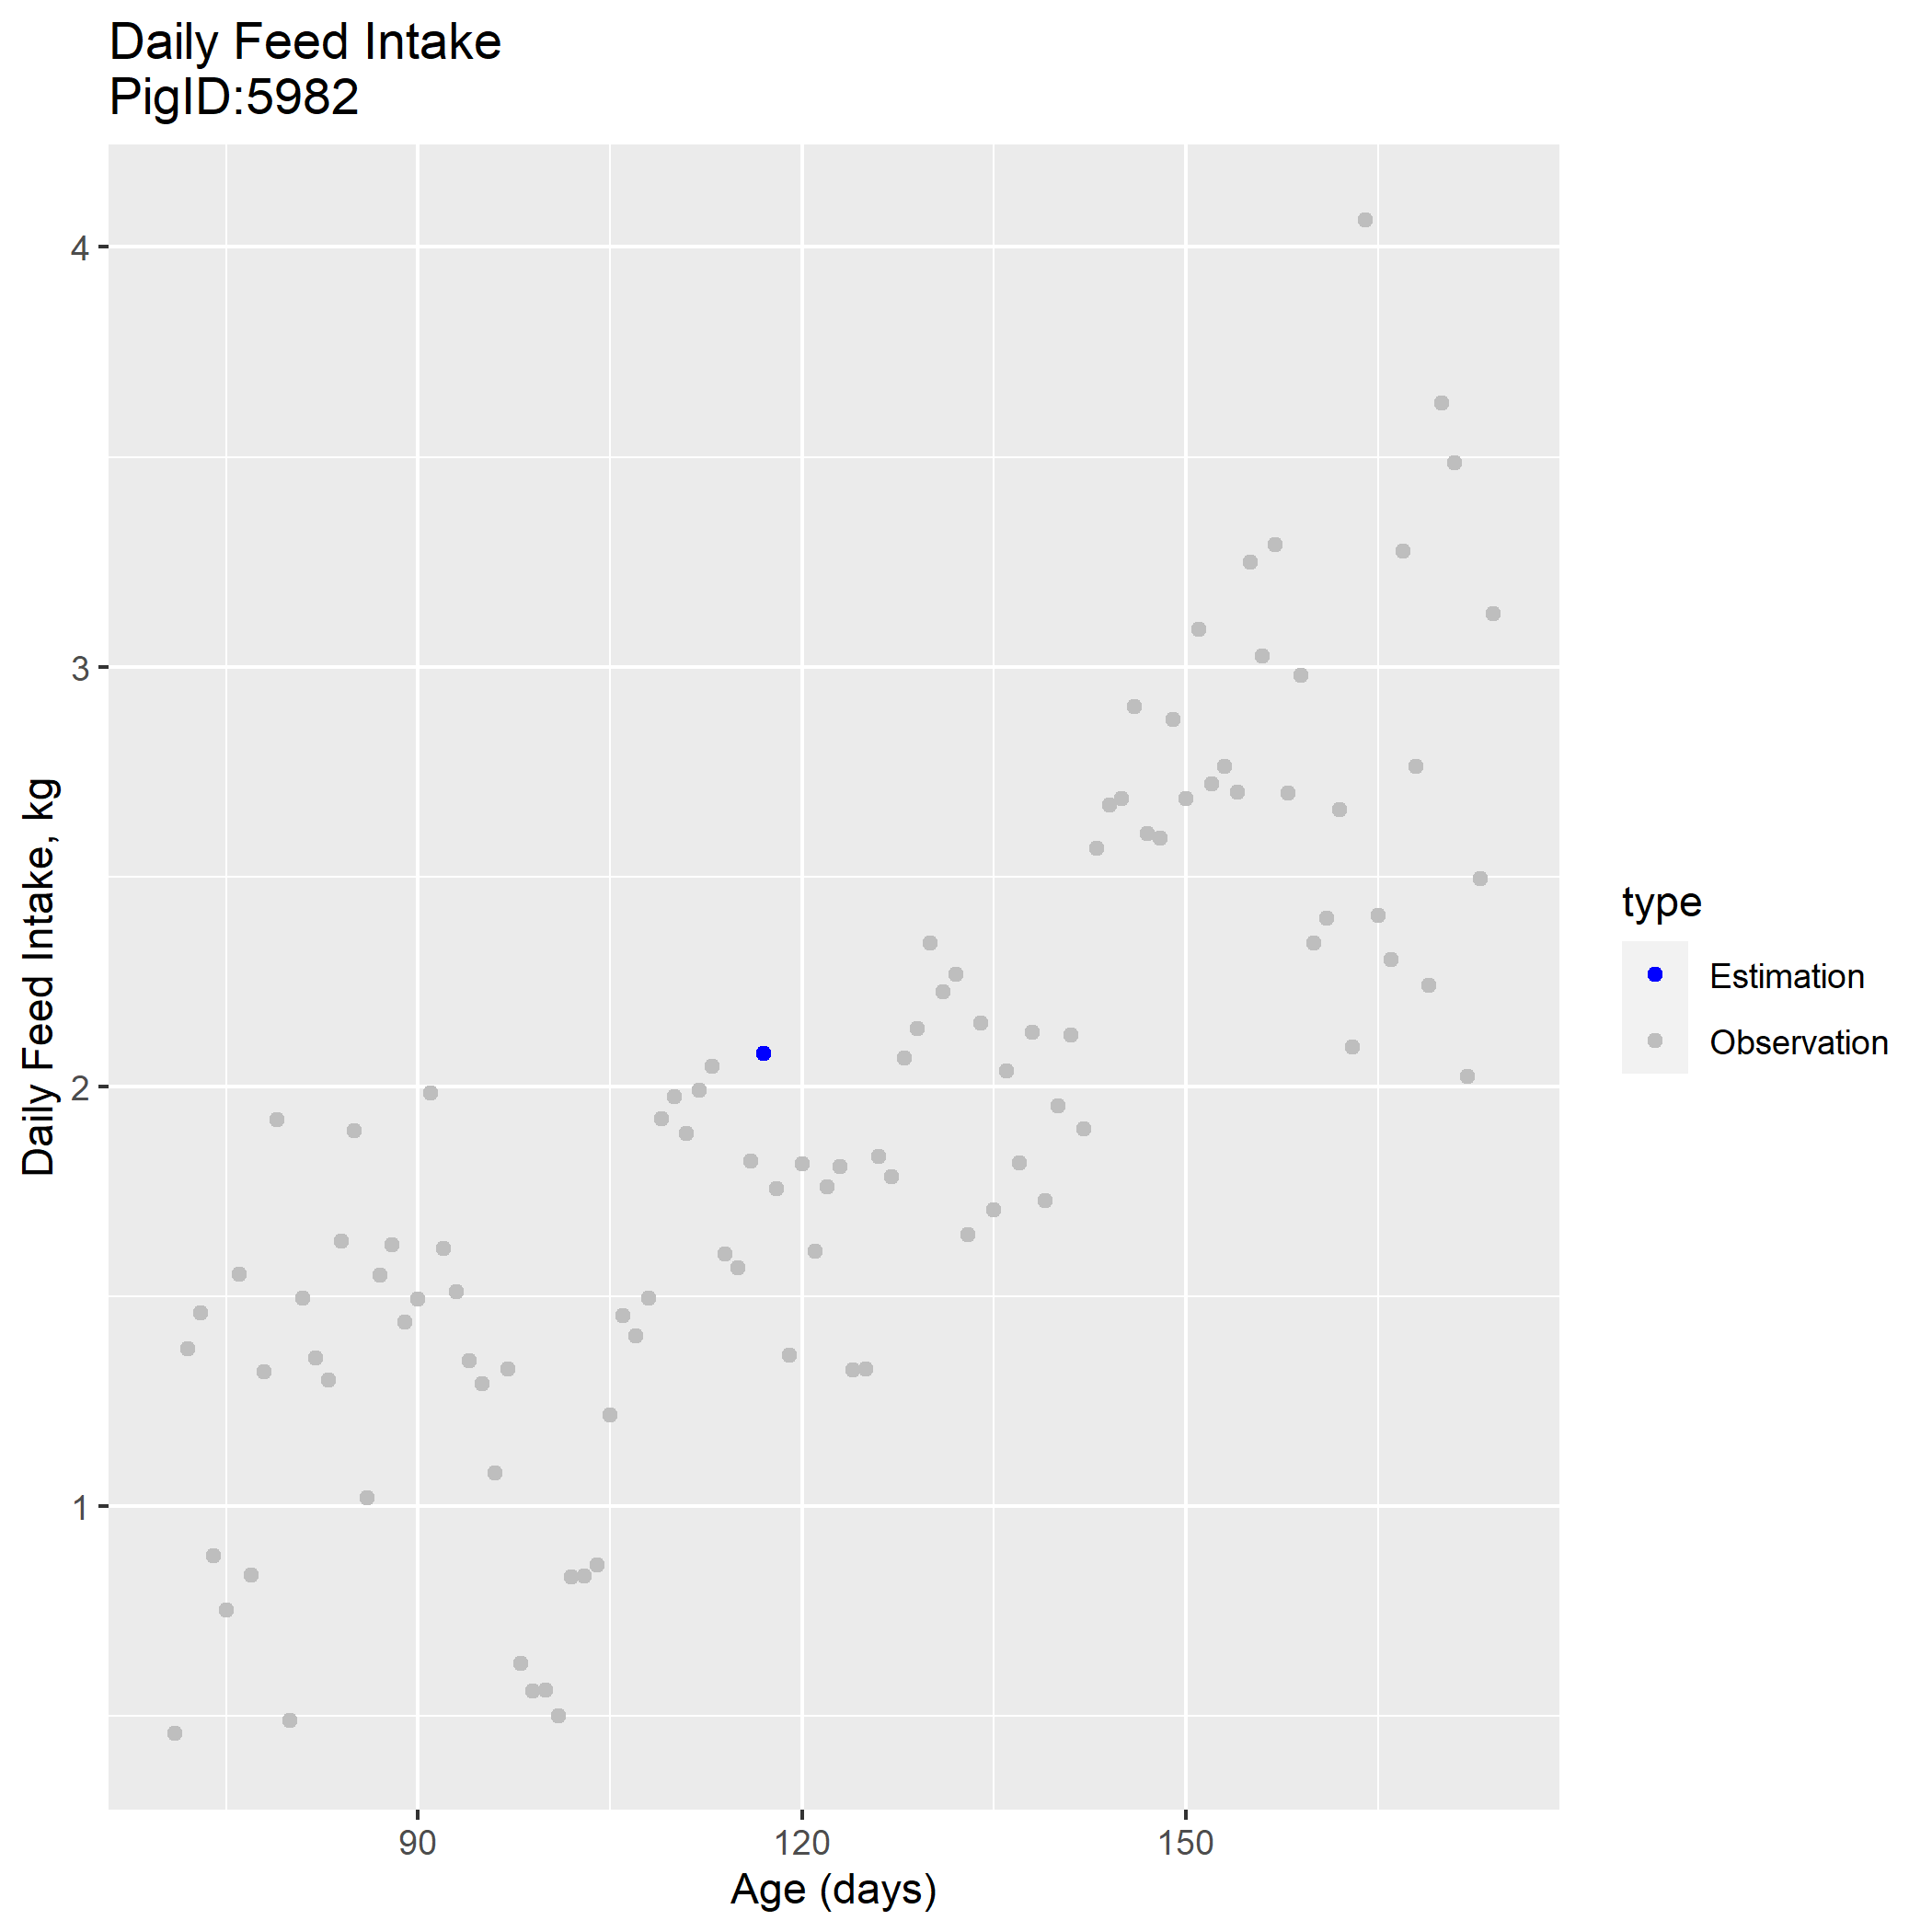 Daily Feed Intake
PigID:5982
4
3
2
1
Daily Feed Intake, kg
90
120
150
Age (days)
type
Estimation
Observation